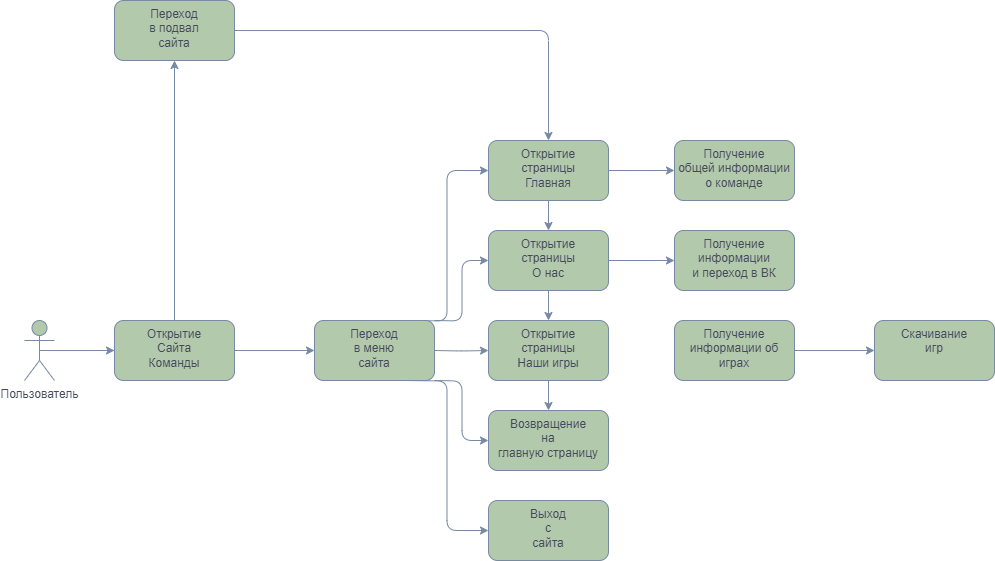 Переход
в подвал
сайта
Открытие
страницы
Главная
Получение
общей информации
о команде
Открытие
страницы
О нас
Получение
информации
и переход в ВК
Пользователь
Открытие
Сайта
Команды
Переход
в меню
сайта
Открытие
страницы
Наши игры
Получение
информации об
играх
Скачивание
игр
Возвращение
на
главную страницу
Выход
с
сайта